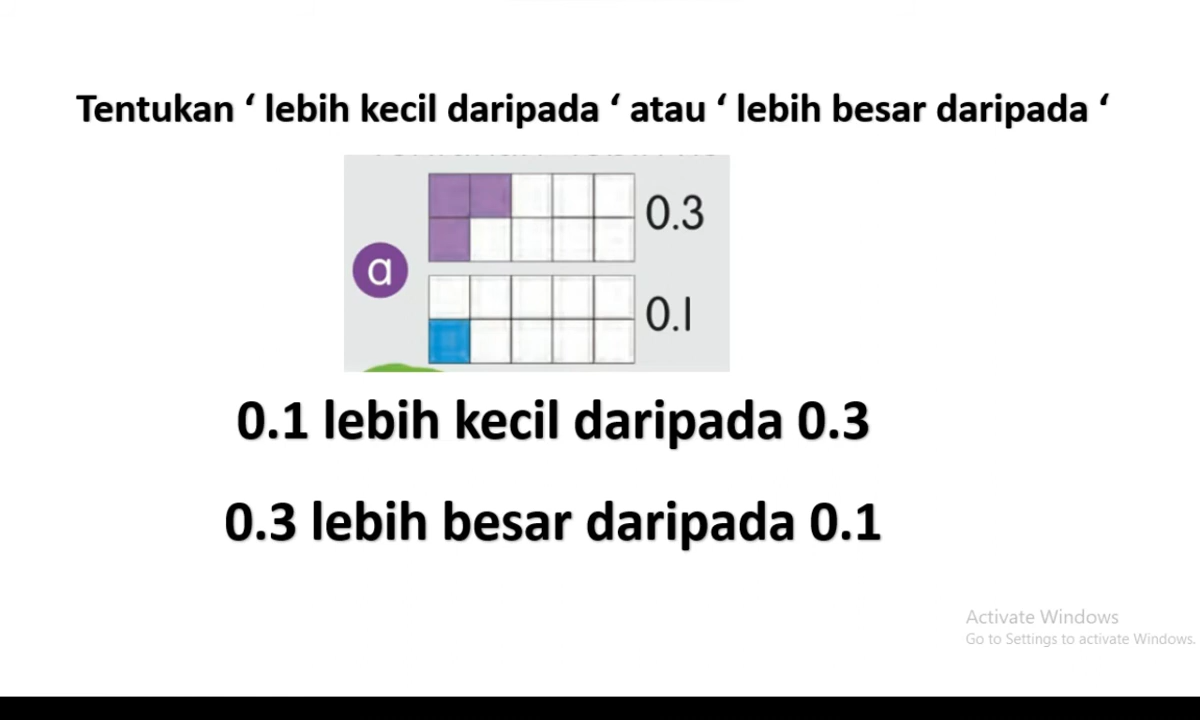 Tentukan ‘ lebih kecil daripada ‘ atau ‘ lebih besar daripada ‘
0.3
a
0.1
0.1 lebih kecil daripada 0.3
0.3 lebih besar daripada 0.1
Activate Windows
Go to Settings to activate Windows.